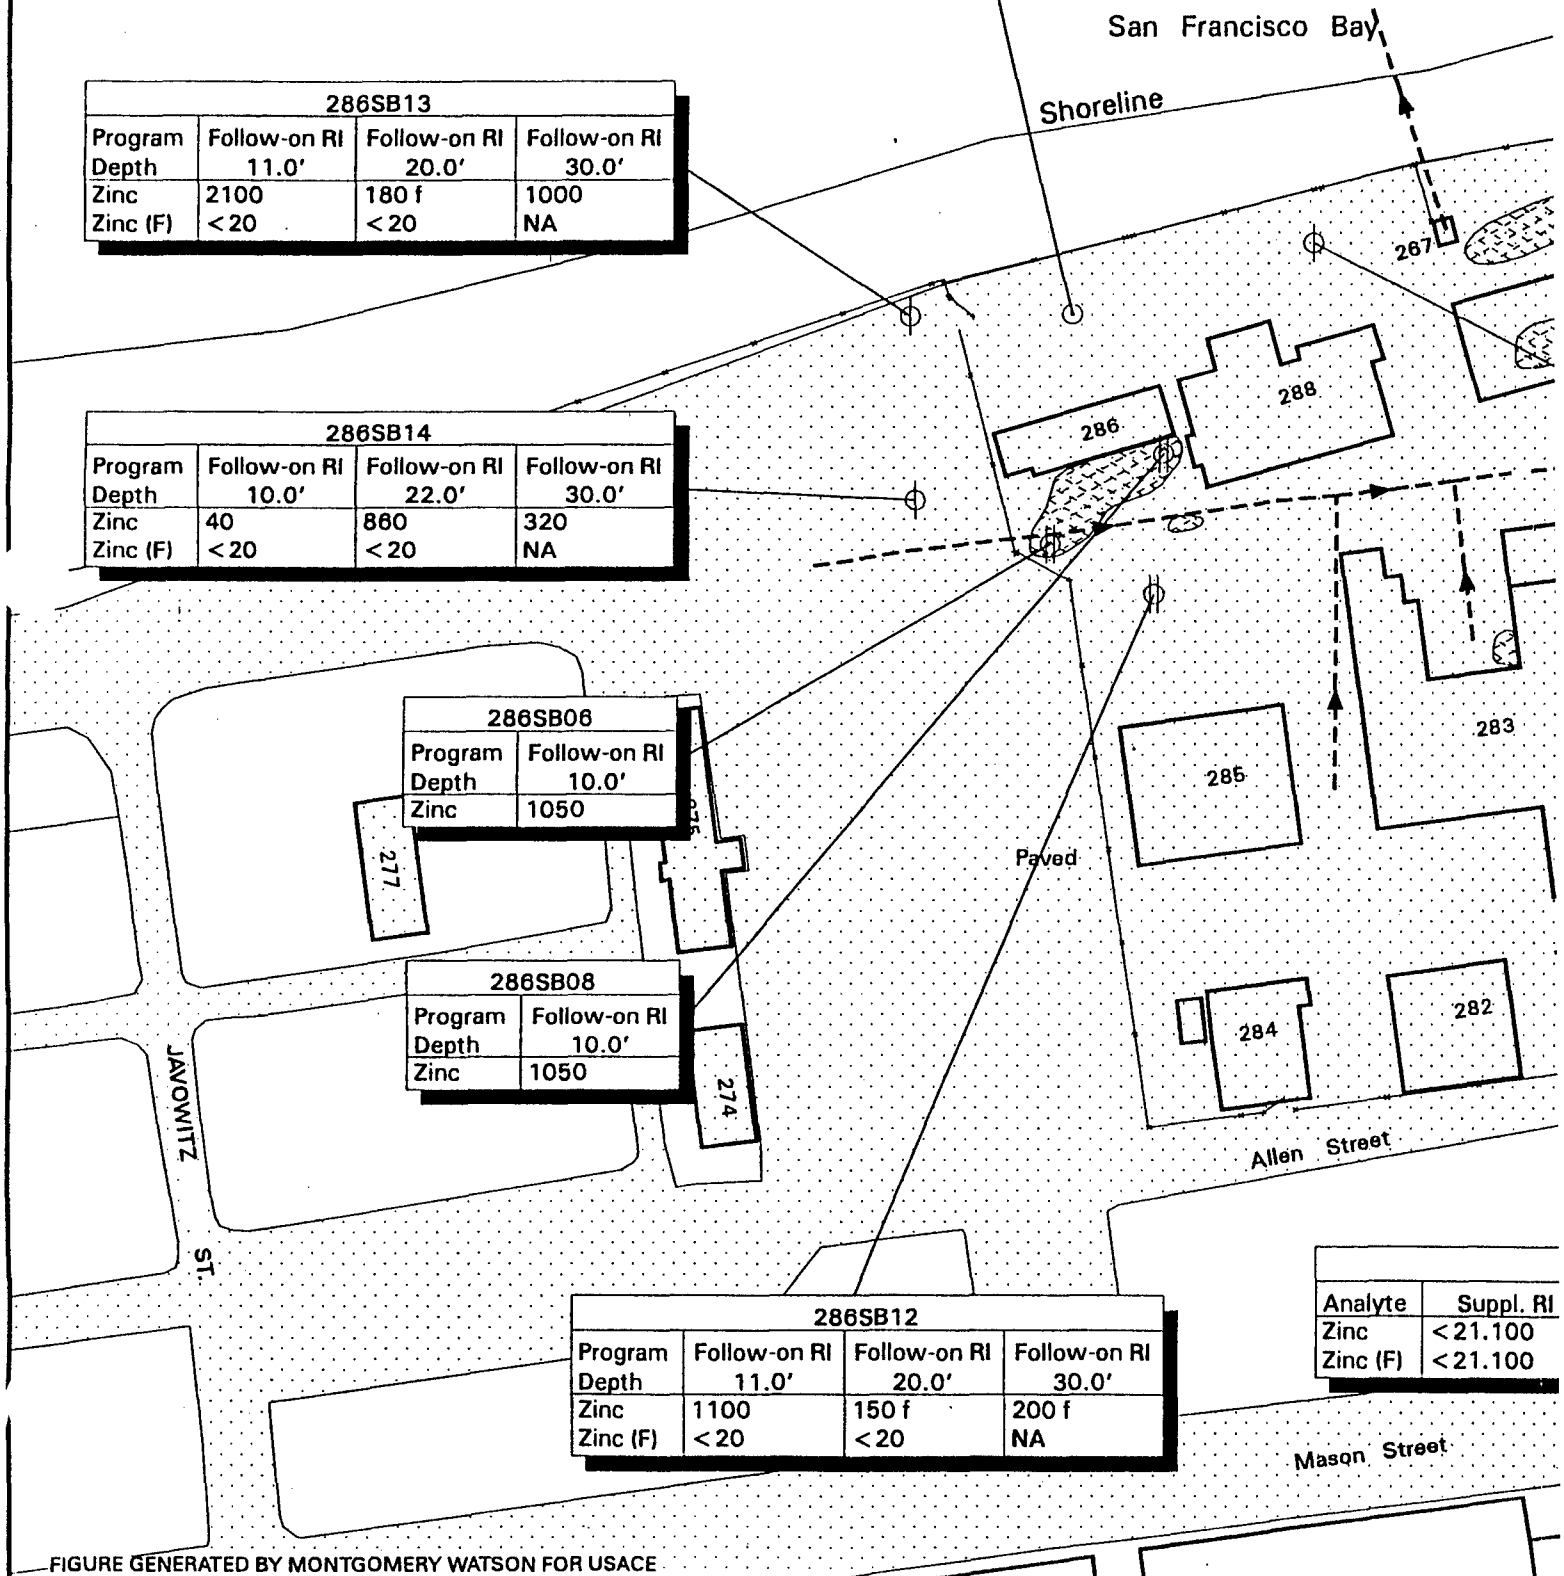 San Francisco Bay
Shoreline
286SB13
Program Follow-on RI Follow-on RI Follow-on RI
Depth 11.0' 20.0' 30.0'
Zinc 2100 180 f 1000
Zinc (F) <20 <20 NA
267
288
286
286SB14
Program Follow-on RI Follow-on RI Follow-on RI
Depth 10.0' 22.0' 30.0'
Zinc 40 860 320
Zinc (F) <20 <20 NA
286SB06
Program Follow-on RI
Depth 10.0'
Zinc 1050
283
285
277
Paved
286SB08
Program Follow-on RI
Depth 10.0'
Zinc 1050
282
284
274
JAVOWITZ ST.
Allen Street
286SB12
Program Follow-on RI Follow-on RI Follow-on RI
Depth 11.0' 20.0' 30.0'
Zinc 1100 150 f 200 f
Zinc (F) <20 <20 NA
Analyte Suppl. RI
Zinc <21.100
Zinc (F) <21.100
Mason Street
FIGURE GENERATED BY MONTGOMERY WATSON FOR USACE